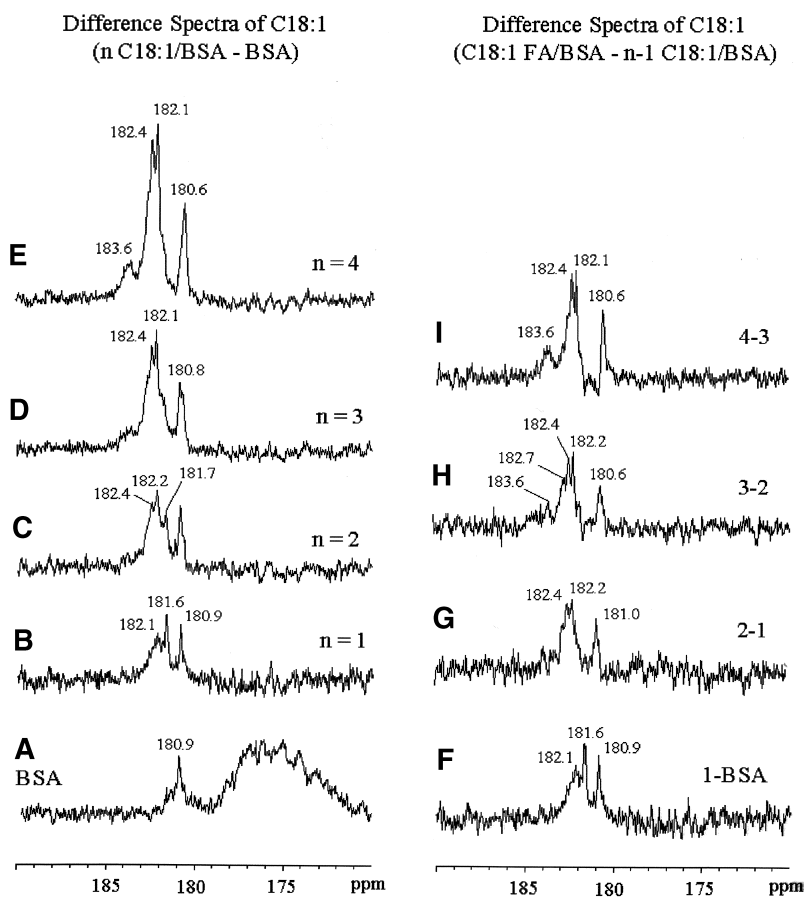 Difference Spectra of C18:1
(n C18:1/BSA - BSA)
182.1
182.4
180.6
183.6
E
n = 4
182.1
182.4
180.8
D
n = 3
182.2
181.7
182.4
C
n = 2
181.6
182.1
180.9
B
n = 1
A
BSA
180.9
185
180
175
ppm
Difference Spectra of C18:1
(C18:1 FA/BSA - n-1 C18:1/BSA)
182.4
182.1
180.6
183.6
I
4-3
182.4
182.2
182.7
183.6
180.6
H
3-2
182.4
182.2
181.0
G
2-1
181.6
182.1
180.9
F
1-BSA
185
180
175
ppm